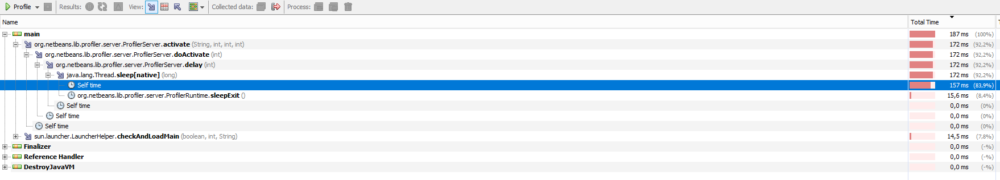 Profile Results: View: Collected data: Process:
Name Total Time T
main 187 ms (100%)
org.netbeans.lib.profiler.server.ProfilerServer.activate (String, int, int, int) 172 ms (92,2%)
org.netbeans.lib.profiler.server.ProfilerServer.doActivate (int) 172 ms (92,2%)
org.netbeans.lib.profiler.server.ProfilerServer.delay (int) 172 ms (92,2%)
java.lang.Thread.sleep[native] (long) 172 ms (92,2%)
Self time 157 ms (83,9%)
org.netbeans.lib.profiler.server.ProfilerRuntime.sleepExit () 15,6 ms (8,4%)
Self time 0,0 ms (0%)
Self time 0,0 ms (0%)
Self time 0,0 ms (0%)
sun.launcher.LauncherHelper.checkAndLoadMain (boolean, int, String) 14,5 ms (7,8%)
Finalizer 0,0 ms (-%)
Reference Handler 0,0 ms (-%)
DestroyJavaVM 0,0 ms (-%)